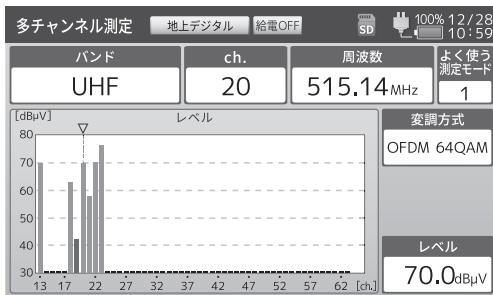 多チャンネル測定 地上デジタル 給電OFF SD 100% 12/28
10:59
バンド ch. 周波数 よく使う
測定モード
UHF 20 515.14MHz 1
[dBμV] レベル 変調方式
80
OFDM 64QAM
70
60
50
40
レベル
30
70.0dBμV
13 17 22 27 32 37 42 47 52 57 62 [ch.]